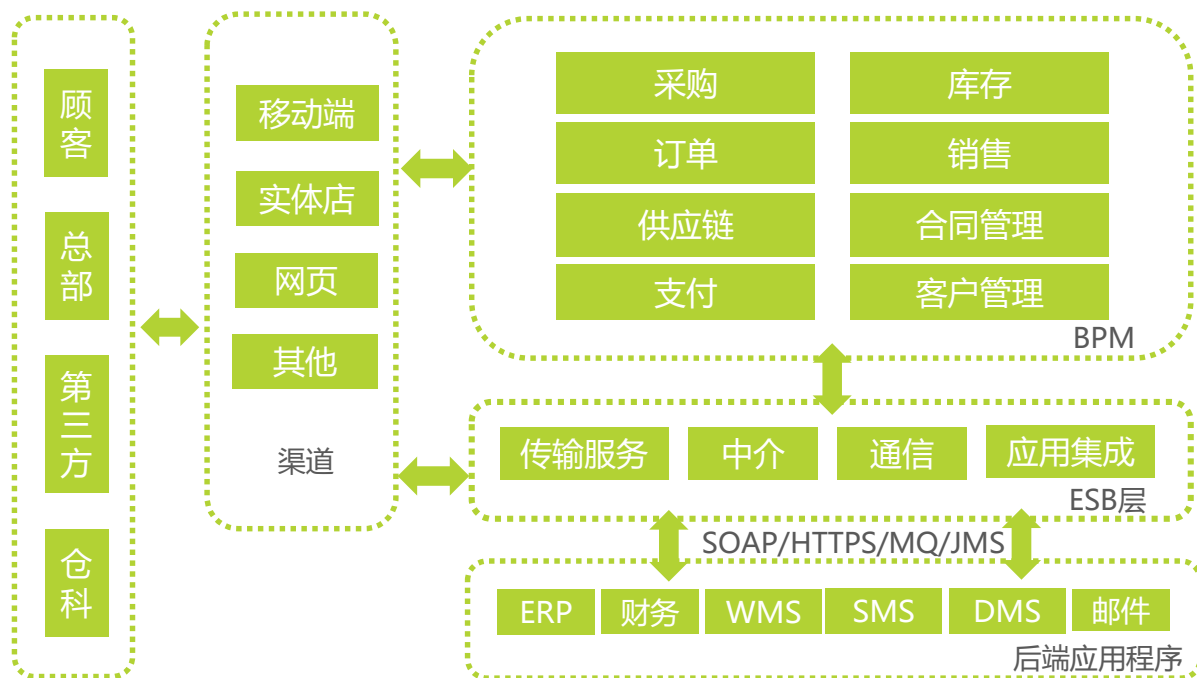 顾客
总部
第三方
仓科
移动端
实体店
网页
其他
渠道
采购
库存
订单
销售
供应链
合同管理
支付
客户管理
BPM
传输服务
中介
通信
应用集成
ESB层
SOAP/HTTPS/MQ/JMS
ERP
财务
WMS
SMS
DMS
邮件
后端应用程序